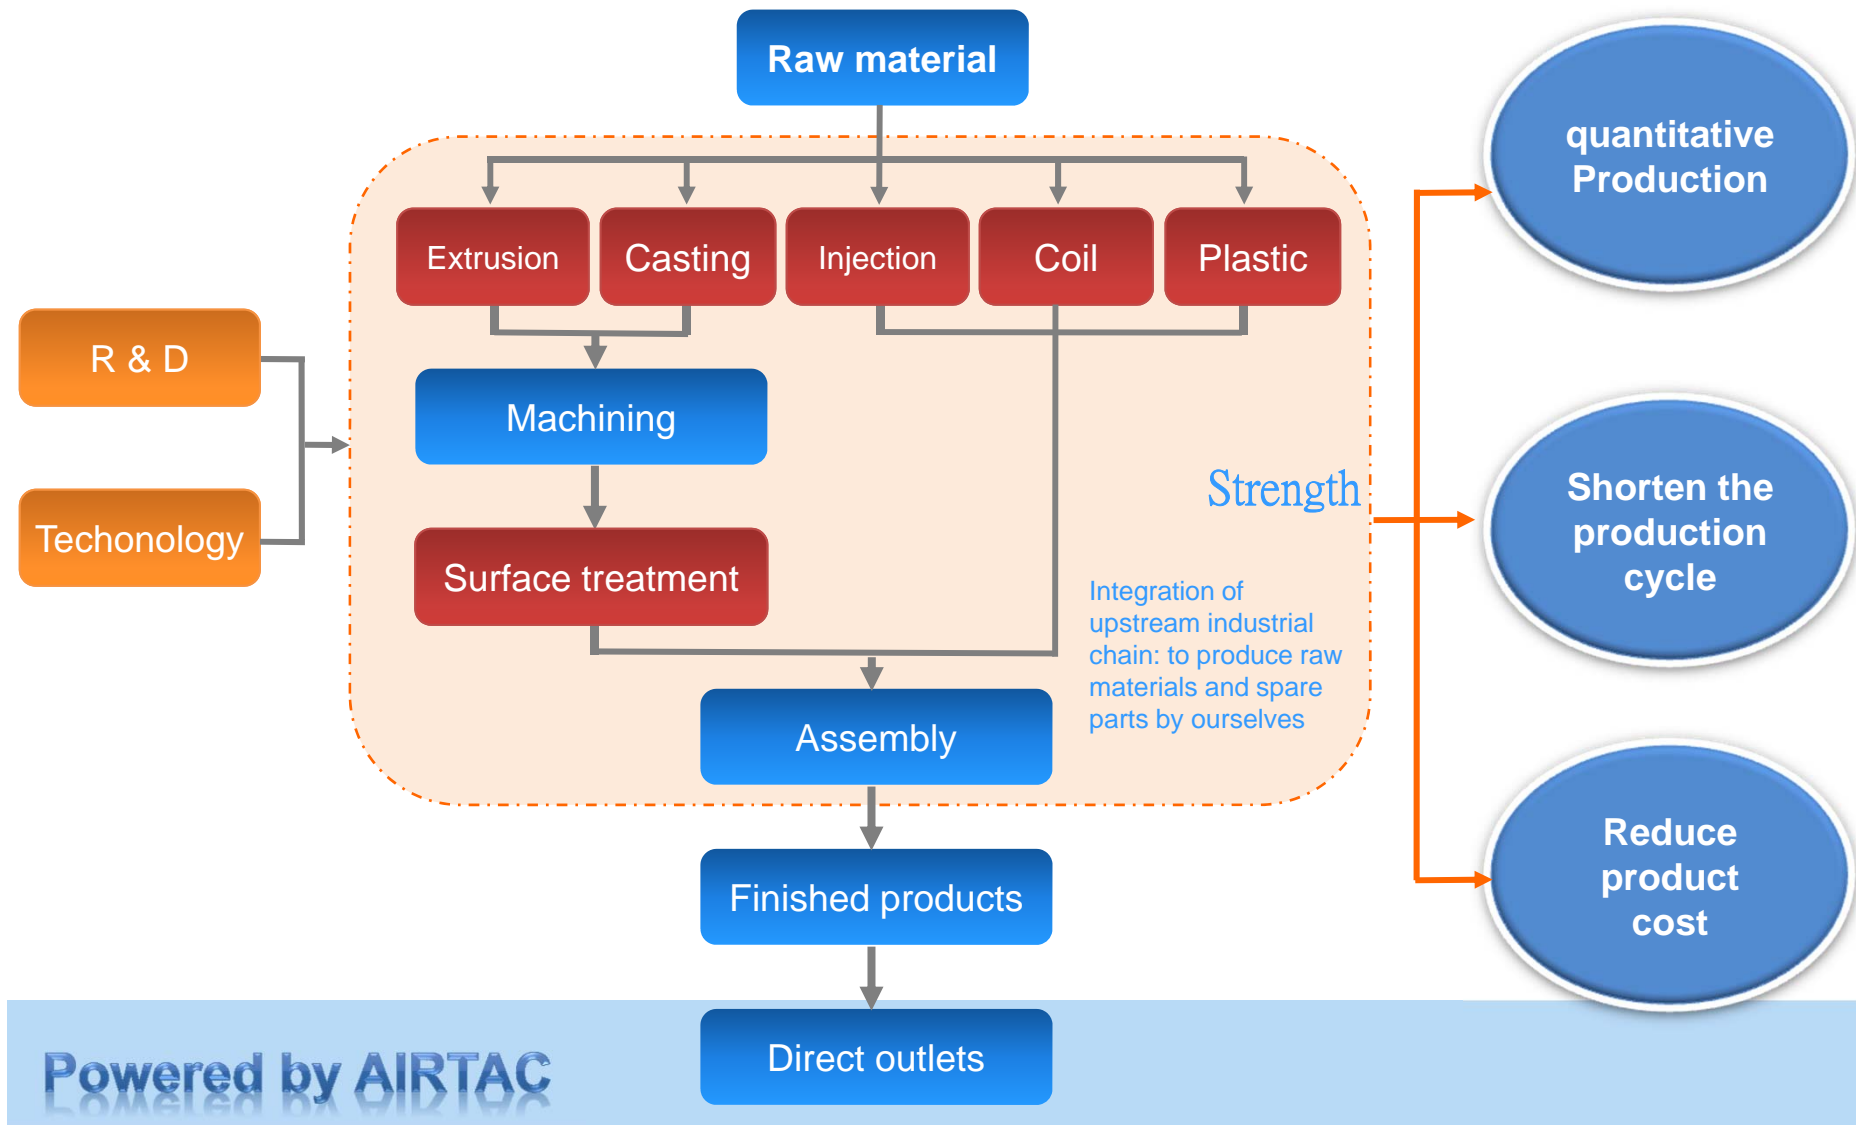 Raw material
quantitative
Production
Extrusion
Casting
Injection
Coil
Plastic
R & D
Machining
Techonology
Strength
Shorten the
production
cycle
Surface treatment
Integration of
upstream industrial
chain: to produce raw
materials and spare
parts by ourselves
Assembly
Reduce
product
cost
Finished products
Direct outlets
Powered by AIRTAC